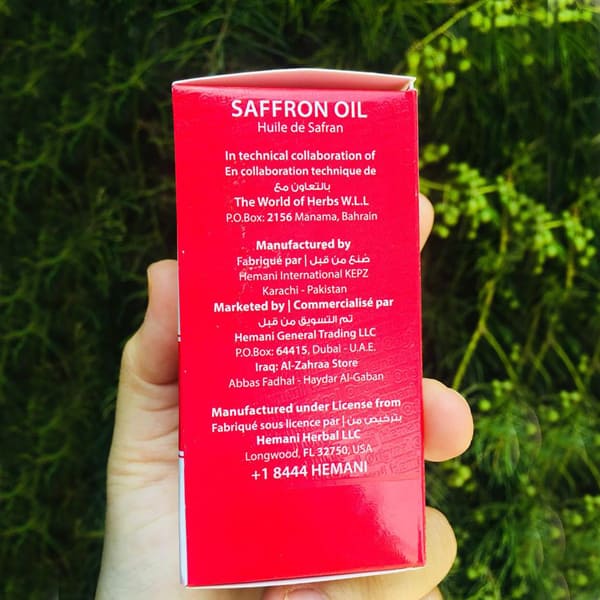 SAFFRON OIL
Huile de Safran
In technical collaboration of
En collaboration technique de
بالتعاون مع
The World of Herbs W.L.L
P.O.Box: 2156 Manama, Bahrain
Manufactured by
Fabriqué par | صنع من قبل
Hemani International KEPZ
Karachi - Pakistan
Marketed by | Commercialisé par
تم التسويق من قبل
Hemani General Trading LLC
P.O.Box: 64415, Dubai - U.A.E.
Iraq: Al-Zahraa Store
Abbas Fadhal - Haydar Al-Gaban
Manufactured under License from
Fabriqué sous licence par | بترخيص من
Hemani Herbal LLC
Longwood, FL 32750, USA
+1 8444 HEMANI